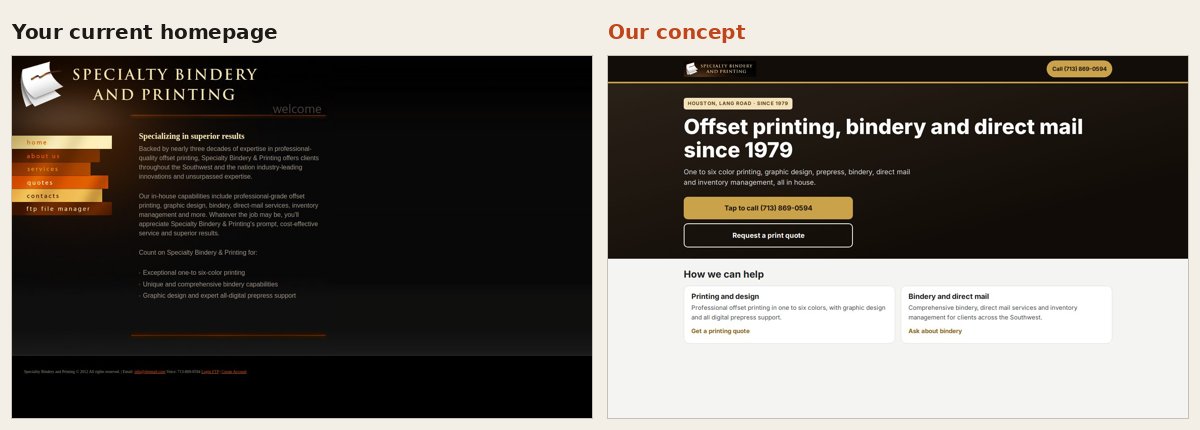 Your current homepage
SPECIALTY BINDERY
AND PRINTING
welcome
home
about us
services
quotes
contacts
ftp file manager
Specializing in superior results
Backed by nearly three decades of expertise in professional-
quality offset printing, Specialty Bindery & Printing offers clients
throughout the Southwest and the nation industry-leading
innovations and unsurpassed expertise.
Our in-house capabilities include professional-grade offset
printing, graphic design, bindery, direct-mail services, inventory
management and more. Whatever the job may be, you'll
appreciate Specialty Bindery & Printing's prompt, cost-effective
service and superior results.
Count on Specialty Bindery & Printing for:
· Exceptional one-to six-color printing
· Unique and comprehensive bindery capabilities
· Graphic design and expert all-digital prepress support
Our concept
SPECIALTY BINDERY
AND PRINTING
Call (713) 869-0594
HOUSTON, LANG ROAD · SINCE 1979
Offset printing, bindery and direct mail
since 1979
One to six color printing, graphic design, prepress, bindery, direct mail
and inventory management, all in house.
Tap to call (713) 869-0594
Request a print quote
How we can help
Printing and design
Professional offset printing in one to six colors, with graphic design
and all digital prepress support.
Get a printing quote
Bindery and direct mail
Comprehensive bindery, direct mail services and inventory
management for clients across the Southwest.
Ask about bindery